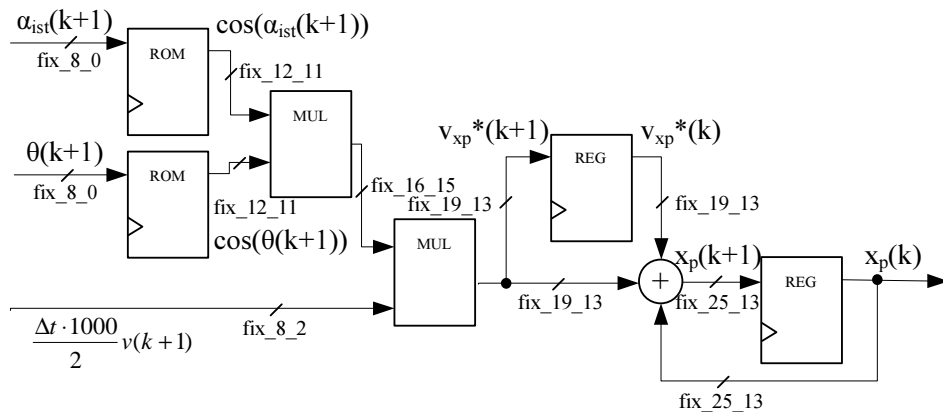 α_ist(k+1)
fix_8_0
ROM
cos(α_ist(k+1))
fix_12_11
MUL
θ(k+1)
fix_8_0
ROM
fix_12_11
cos(θ(k+1))
fix_16_15
v_xp*(k+1)
fix_19_13
REG
v_xp*(k)
fix_19_13
MUL
fix_19_13
+
x_p(k+1)
fix_25_13
REG
x_p(k)
fix_25_13
Δt·1000
2
v(k+1)
fix_8_2